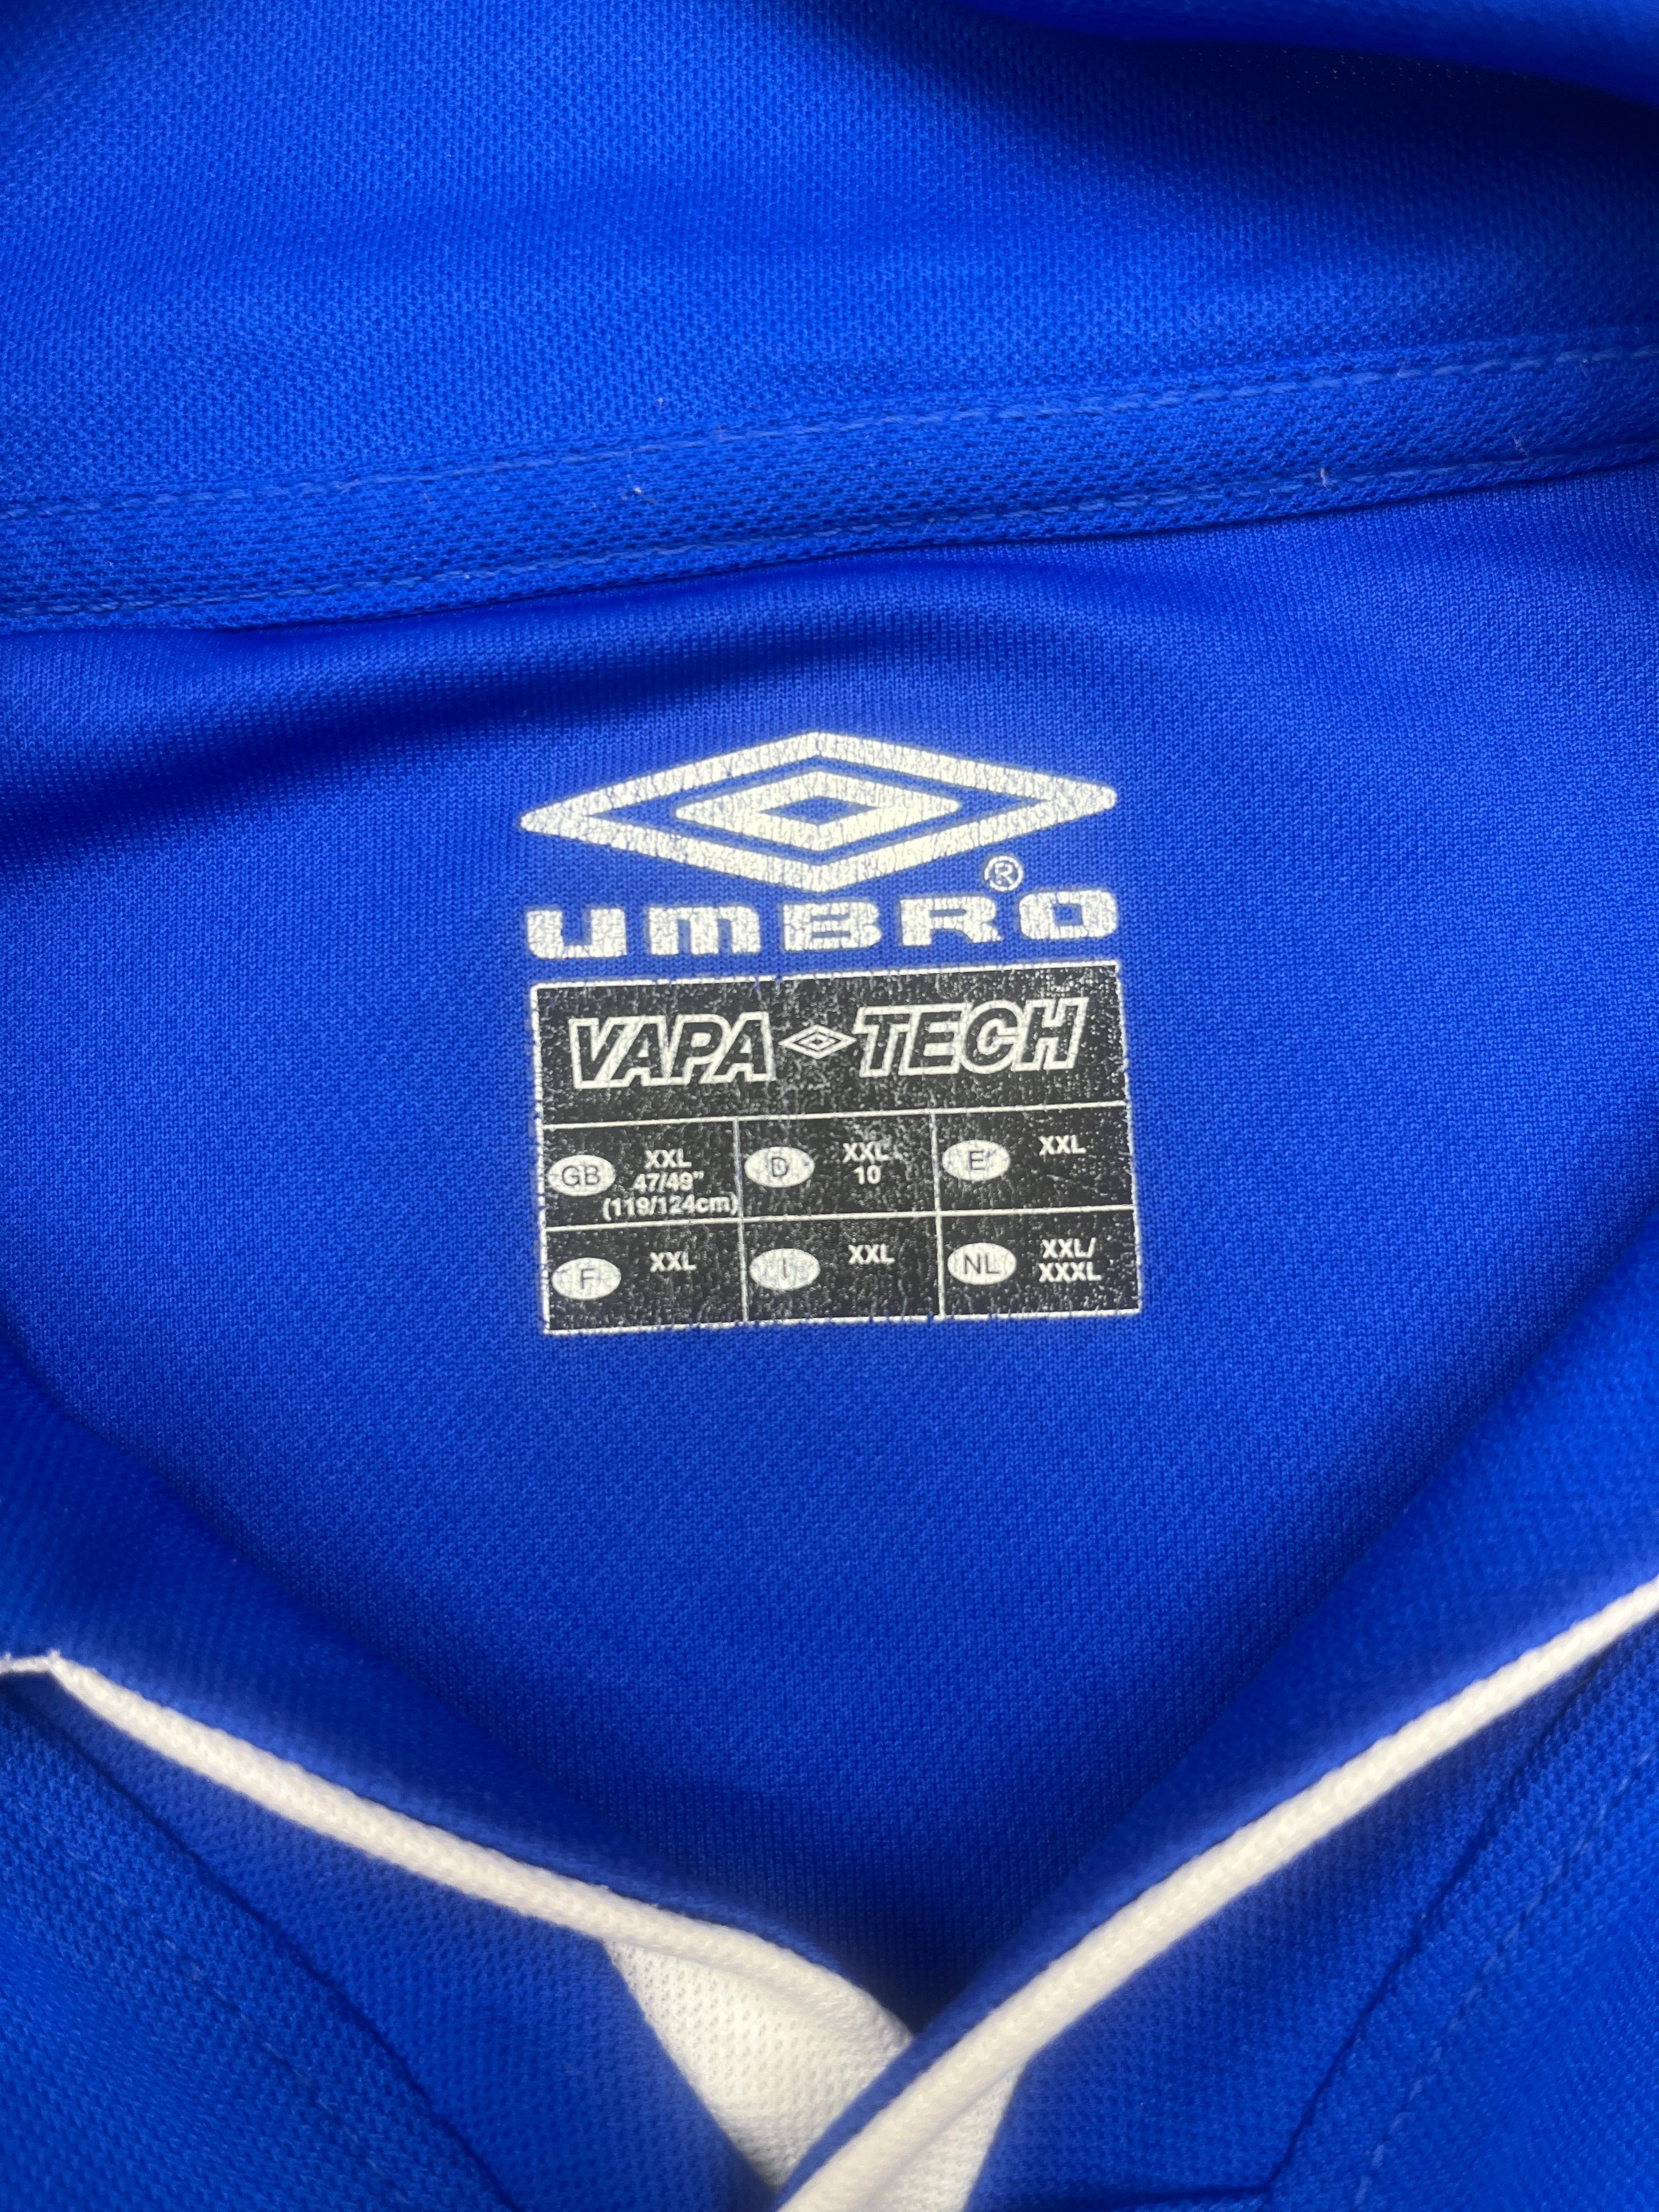 ®
UMBRO
VAPA TECH
GB XXL 47/49"
(119/124cm)
D XXL
10
E XXL
F XXL
I XXL
NL XXL/
XXXL